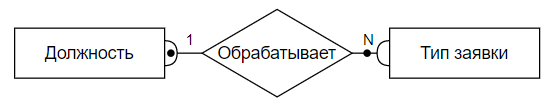 Должность
1
Обрабатывает
N
Тип заявки